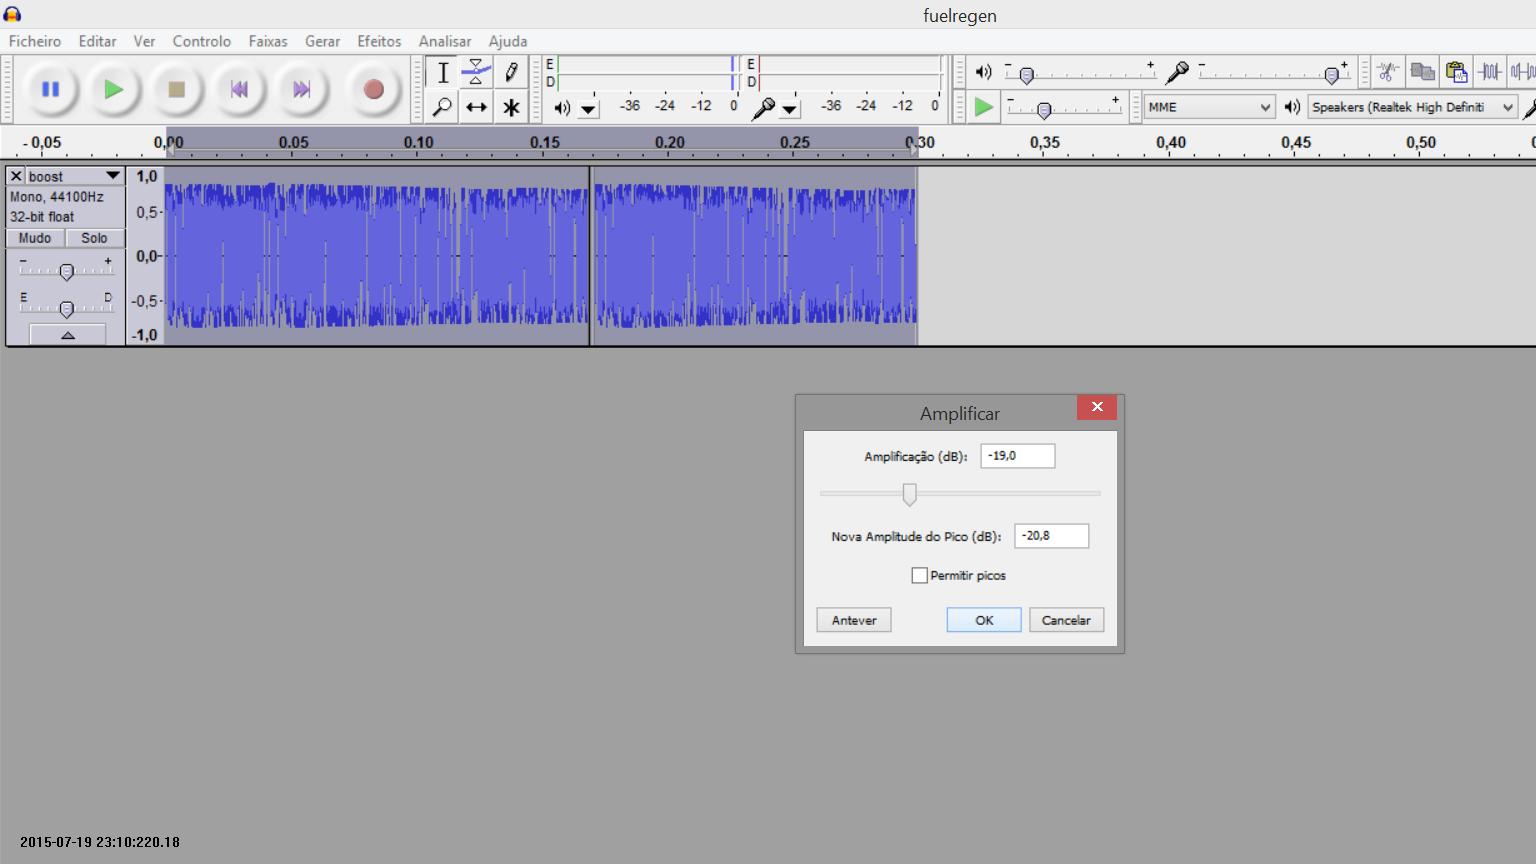 fuelregen
Ficheiro Editar Ver Controlo Faixas Gerar Efeitos Analisar Ajuda
E
D
-36 -24 -12 0
E
D
-36 -24 -12 0
- + - +
- +
MME
Speakers (Realtek High Definiti
- 0,05 0,00 0.05 0.10 0.15 0.20 0.25 0.30 0,35 0,40 0,45 0,50
boost
Mono, 44100Hz
32-bit float
Mudo Solo
- +
E D
1,0
0,5-
0,0-
-0,5-
-1,0
Amplificar
Amplificação (dB): -19,0
Nova Amplitude do Pico (dB): -20,8
Permitir picos
Antever OK Cancelar
2015-07-19 23:10:220.18